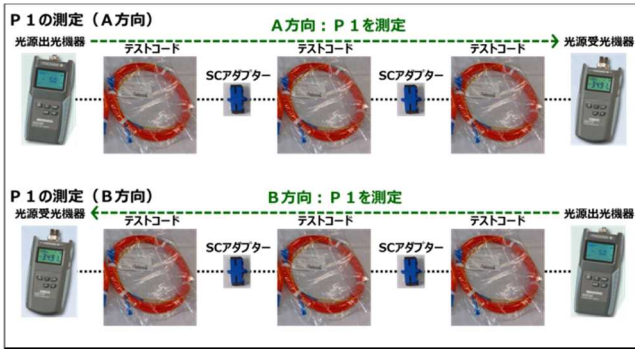 P1の測定(A方向)
A方向：P1を測定
光源出光機器
テストコード
SCアダプター
テストコード
SCアダプター
テストコード
光源受光機器
P1の測定(B方向)
B方向：P1を測定
光源受光機器
テストコード
SCアダプター
テストコード
SCアダプター
テストコード
光源出光機器